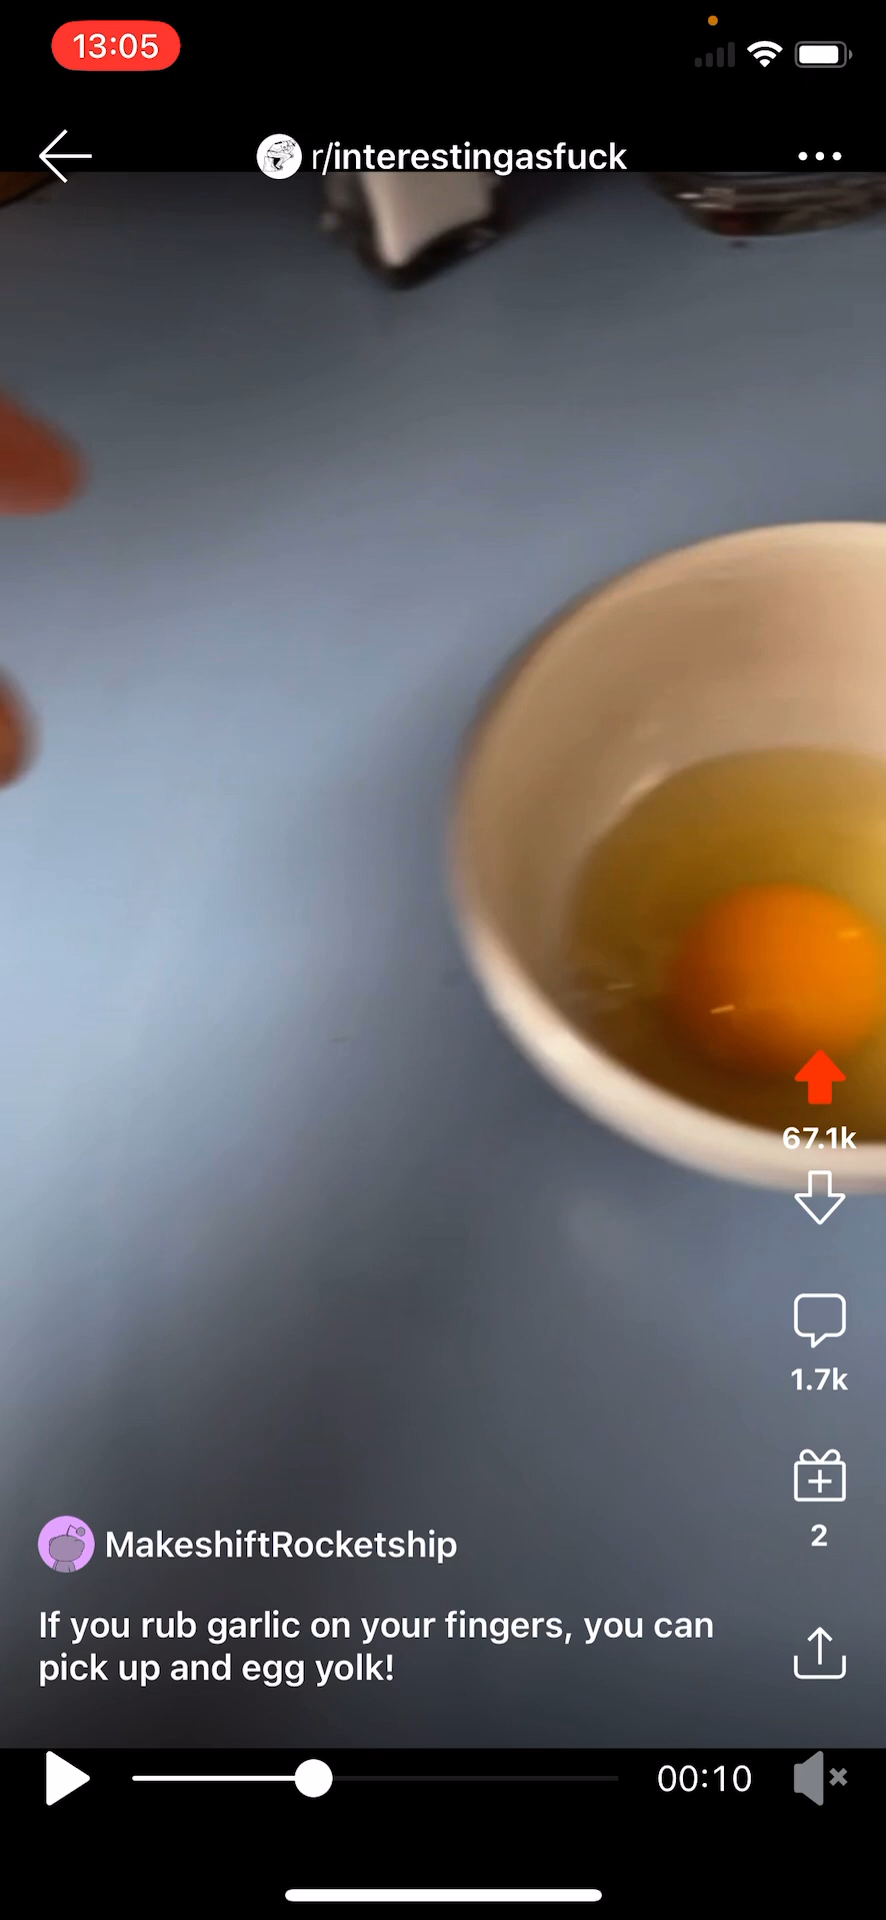 13:05
r/interestingasfuck
67.1k
1.7k
2
MakeshiftRocketship
If you rub garlic on your fingers, you can
pick up and egg yolk!
00:10